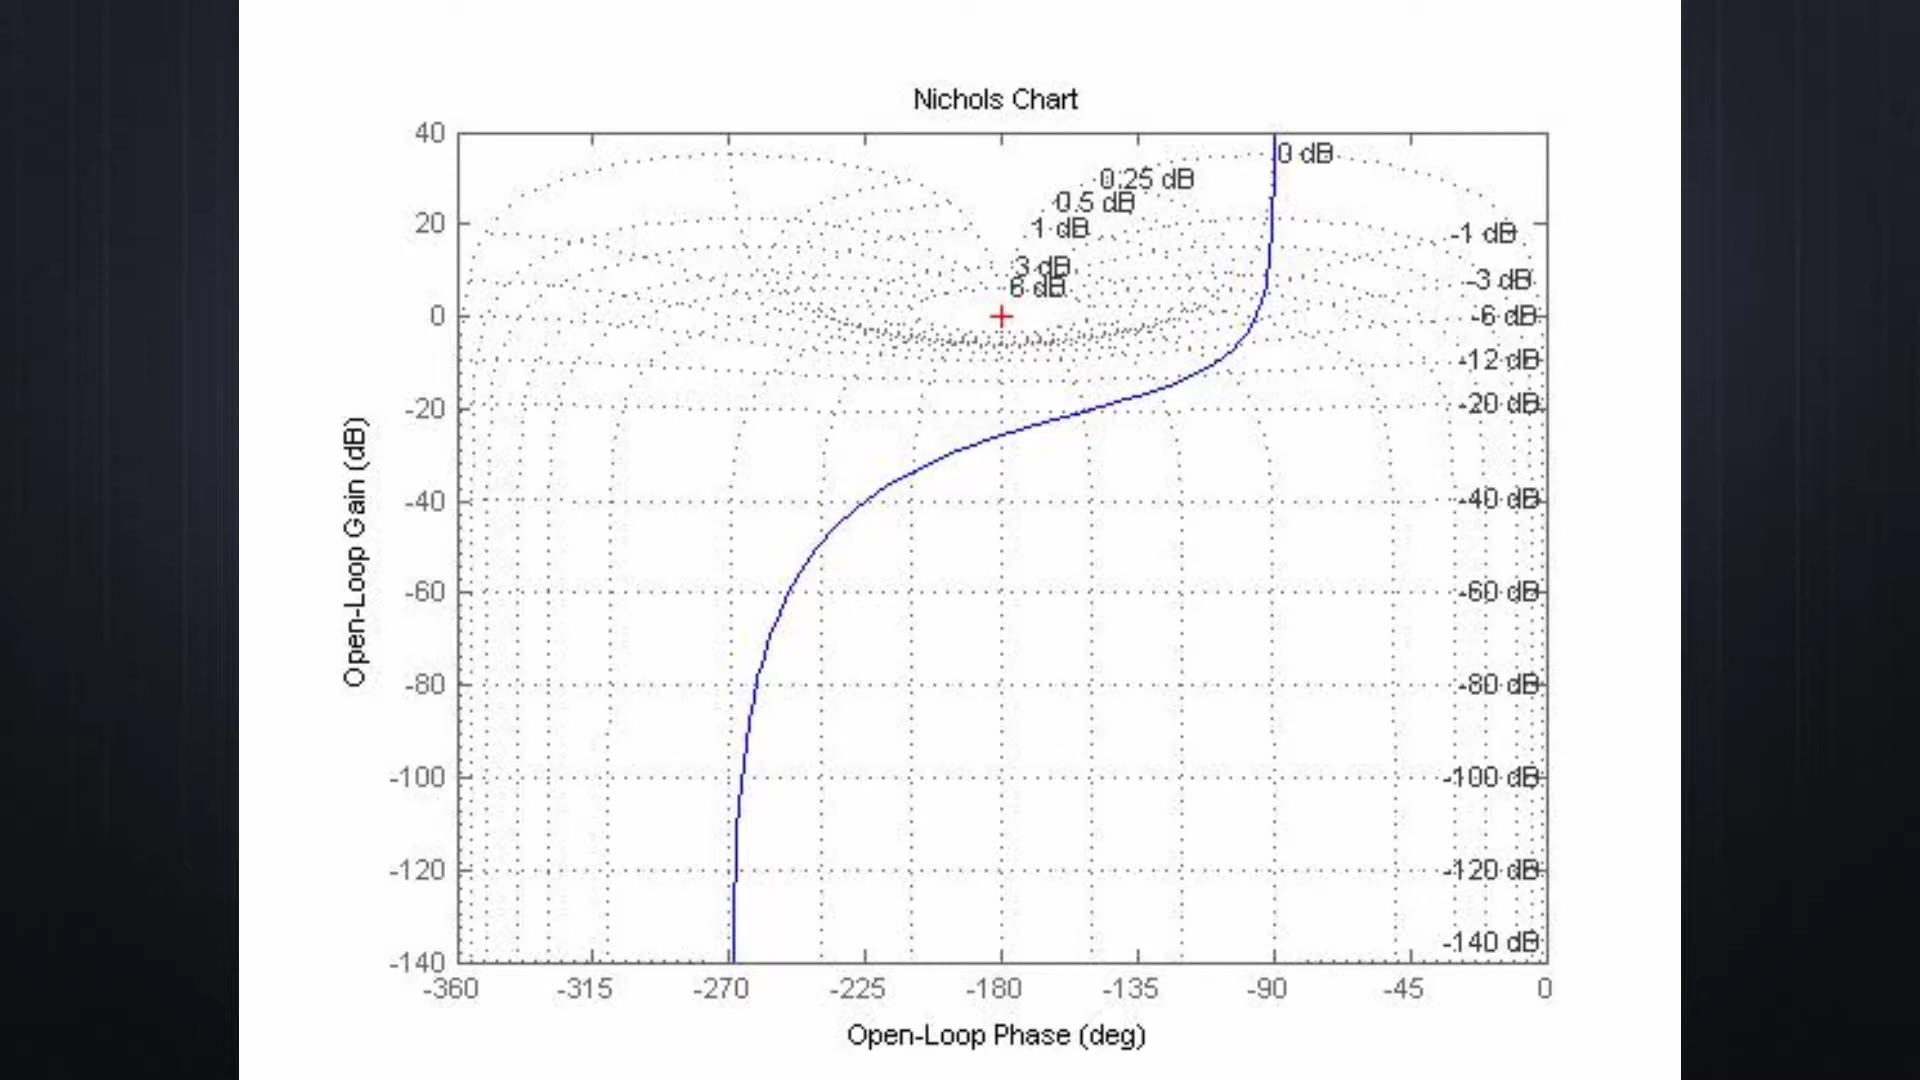 Nichols Chart
40
0 dB
0.25 dB
0.5 dB
20
1 dB
-1 dB
3 dB
-3 dB
6 dB
0
-6 dB
-12 dB
-20
-20 dB
-40
-40 dB
Open-Loop Gain (dB)
-60
-60 dB
-80
-80 dB
-100
-100 dB
-120
-120 dB
-140
-140 dB
-360 -315 -270 -225 -180 -135 -90 -45 0
Open-Loop Phase (deg)